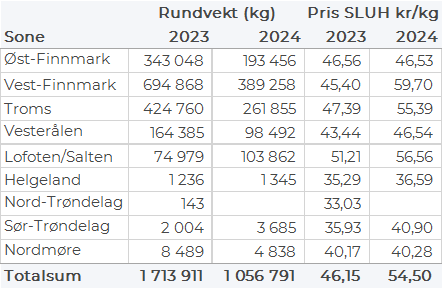 Rundvekt (kg) Pris SLUH kr/kg
Sone 2023 2024 2023 2024
Øst-Finnmark 343 048 193 456 46,56 46,53
Vest-Finnmark 694 868 389 258 45,40 59,70
Troms 424 760 261 855 47,39 55,39
Vesterålen 164 385 98 492 43,44 46,54
Lofoten/Salten 74 979 103 862 51,21 56,56
Helgeland 1 236 1 345 35,29 36,59
Nord-Trøndelag 143 33,03
Sør-Trøndelag 2 004 3 685 35,93 40,90
Nordmøre 8 489 4 838 40,17 40,28
Totalsum 1 713 911 1 056 791 46,15 54,50